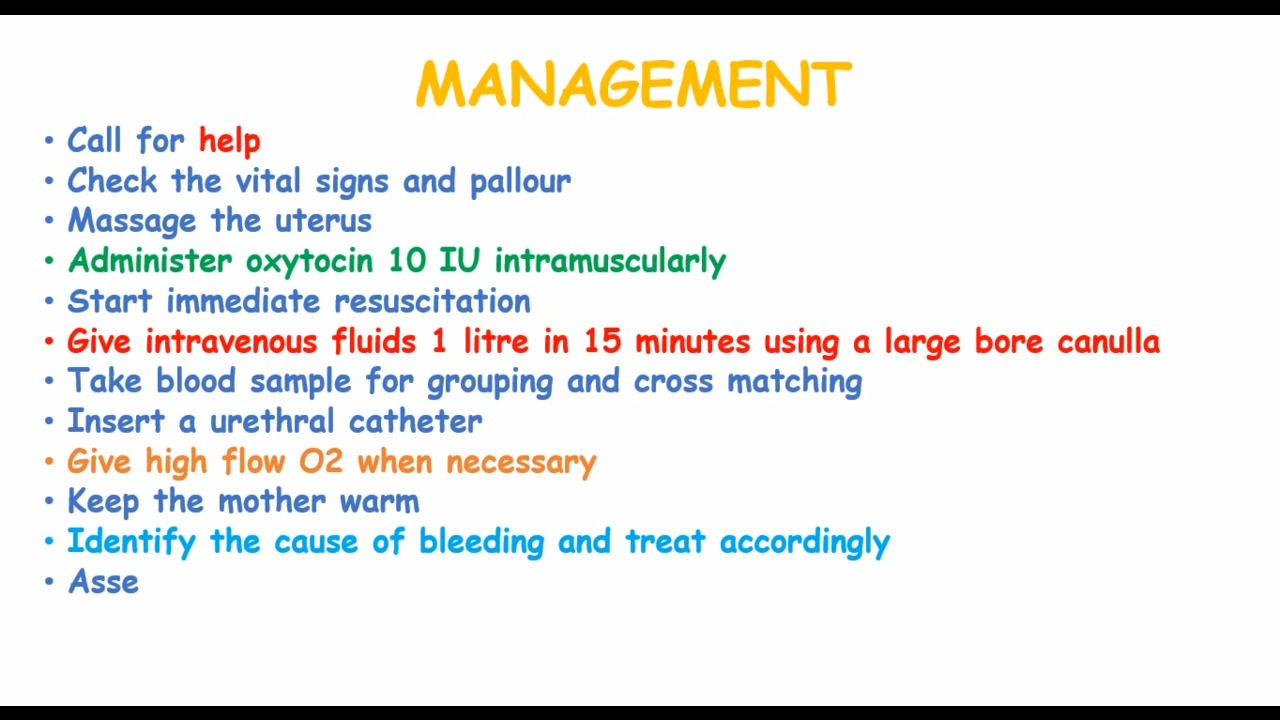 MANAGEMENT
• Call for help
• Check the vital signs and pallour
• Massage the uterus
• Administer oxytocin 10 IU intramuscularly
• Start immediate resuscitation
• Give intravenous fluids 1 litre in 15 minutes using a large bore canulla
• Take blood sample for grouping and cross matching
• Insert a urethral catheter
• Give high flow O2 when necessary
• Keep the mother warm
• Identify the cause of bleeding and treat accordingly
• Asse